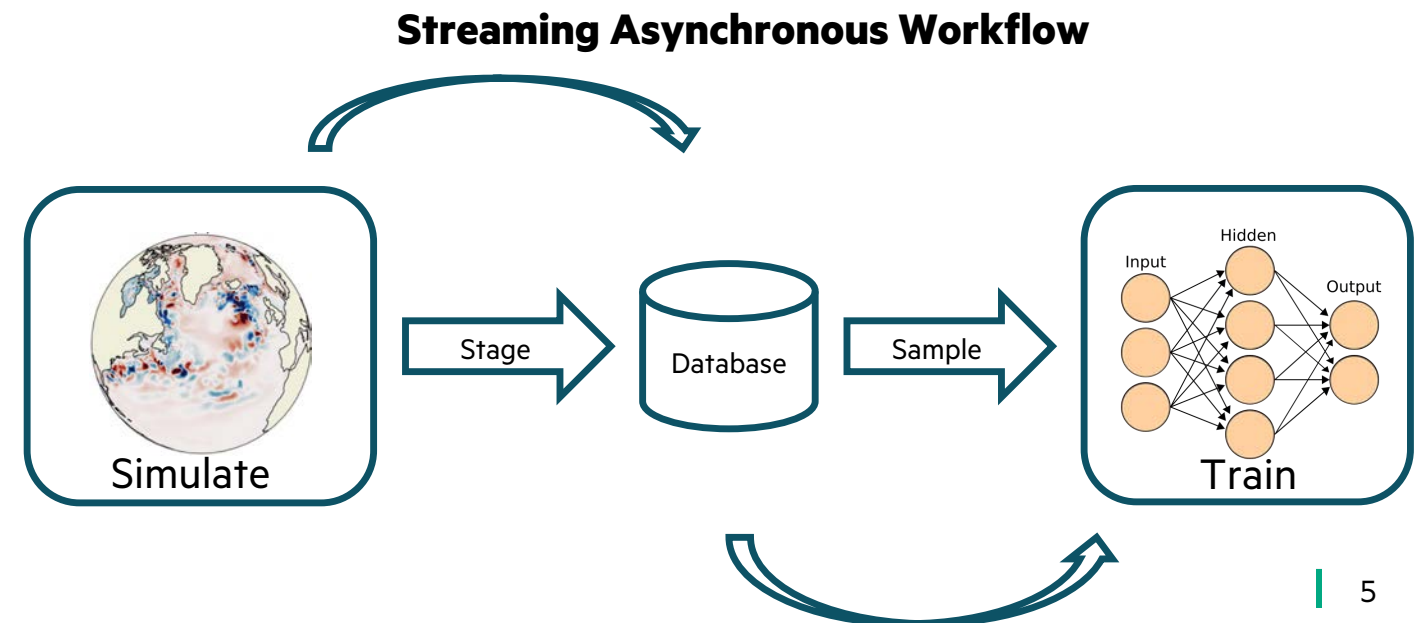 Streaming Asynchronous Workflow
Simulate
Stage
Database
Sample
Input
Hidden
Output
Train
5